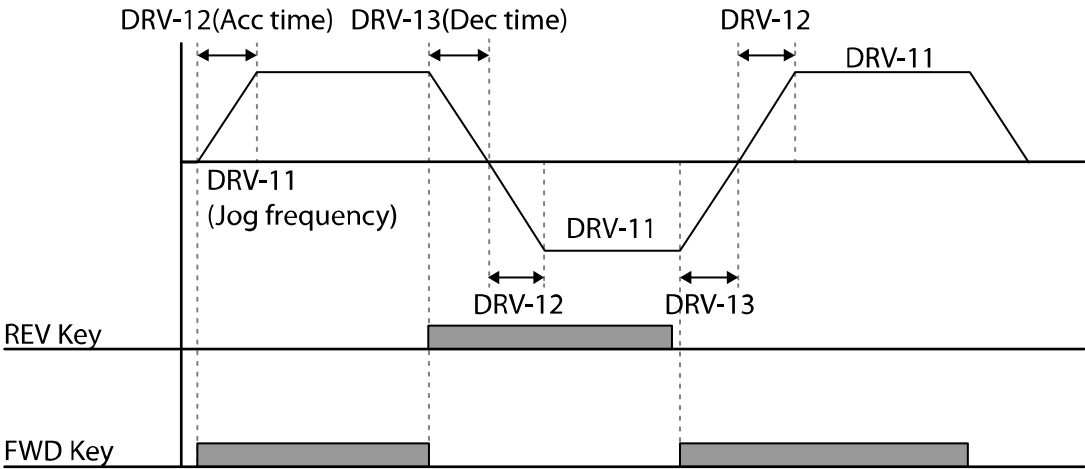 DRV-12(Acc time) DRV-13(Dec time) DRV-12
DRV-11
DRV-11
(Jog frequency)
DRV-11
DRV-12 DRV-13
REV Key
FWD Key